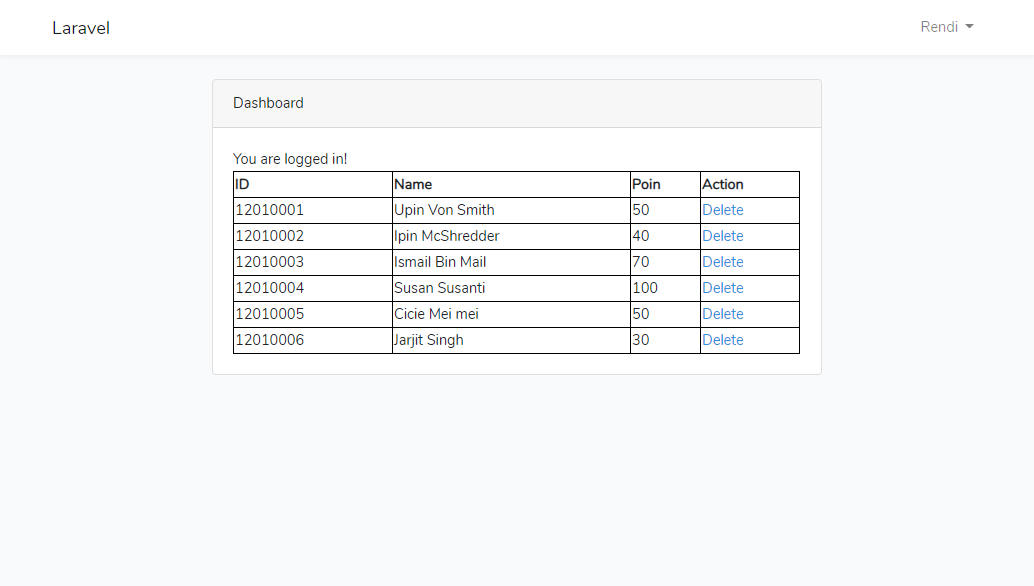 Laravel Rendi
Dashboard
You are logged in!
ID Name Poin Action
12010001 Upin Von Smith 50 Delete
12010002 Ipin McShredder 40 Delete
12010003 Ismail Bin Mail 70 Delete
12010004 Susan Susanti 100 Delete
12010005 Cicie Mei mei 50 Delete
12010006 Jarjit Singh 30 Delete